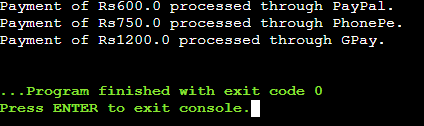 Payment of Rs600.0 processed through PayPal.
Payment of Rs750.0 processed through PhonePe.
Payment of Rs1200.0 processed through GPay.
...Program finished with exit code 0
Press ENTER to exit console.